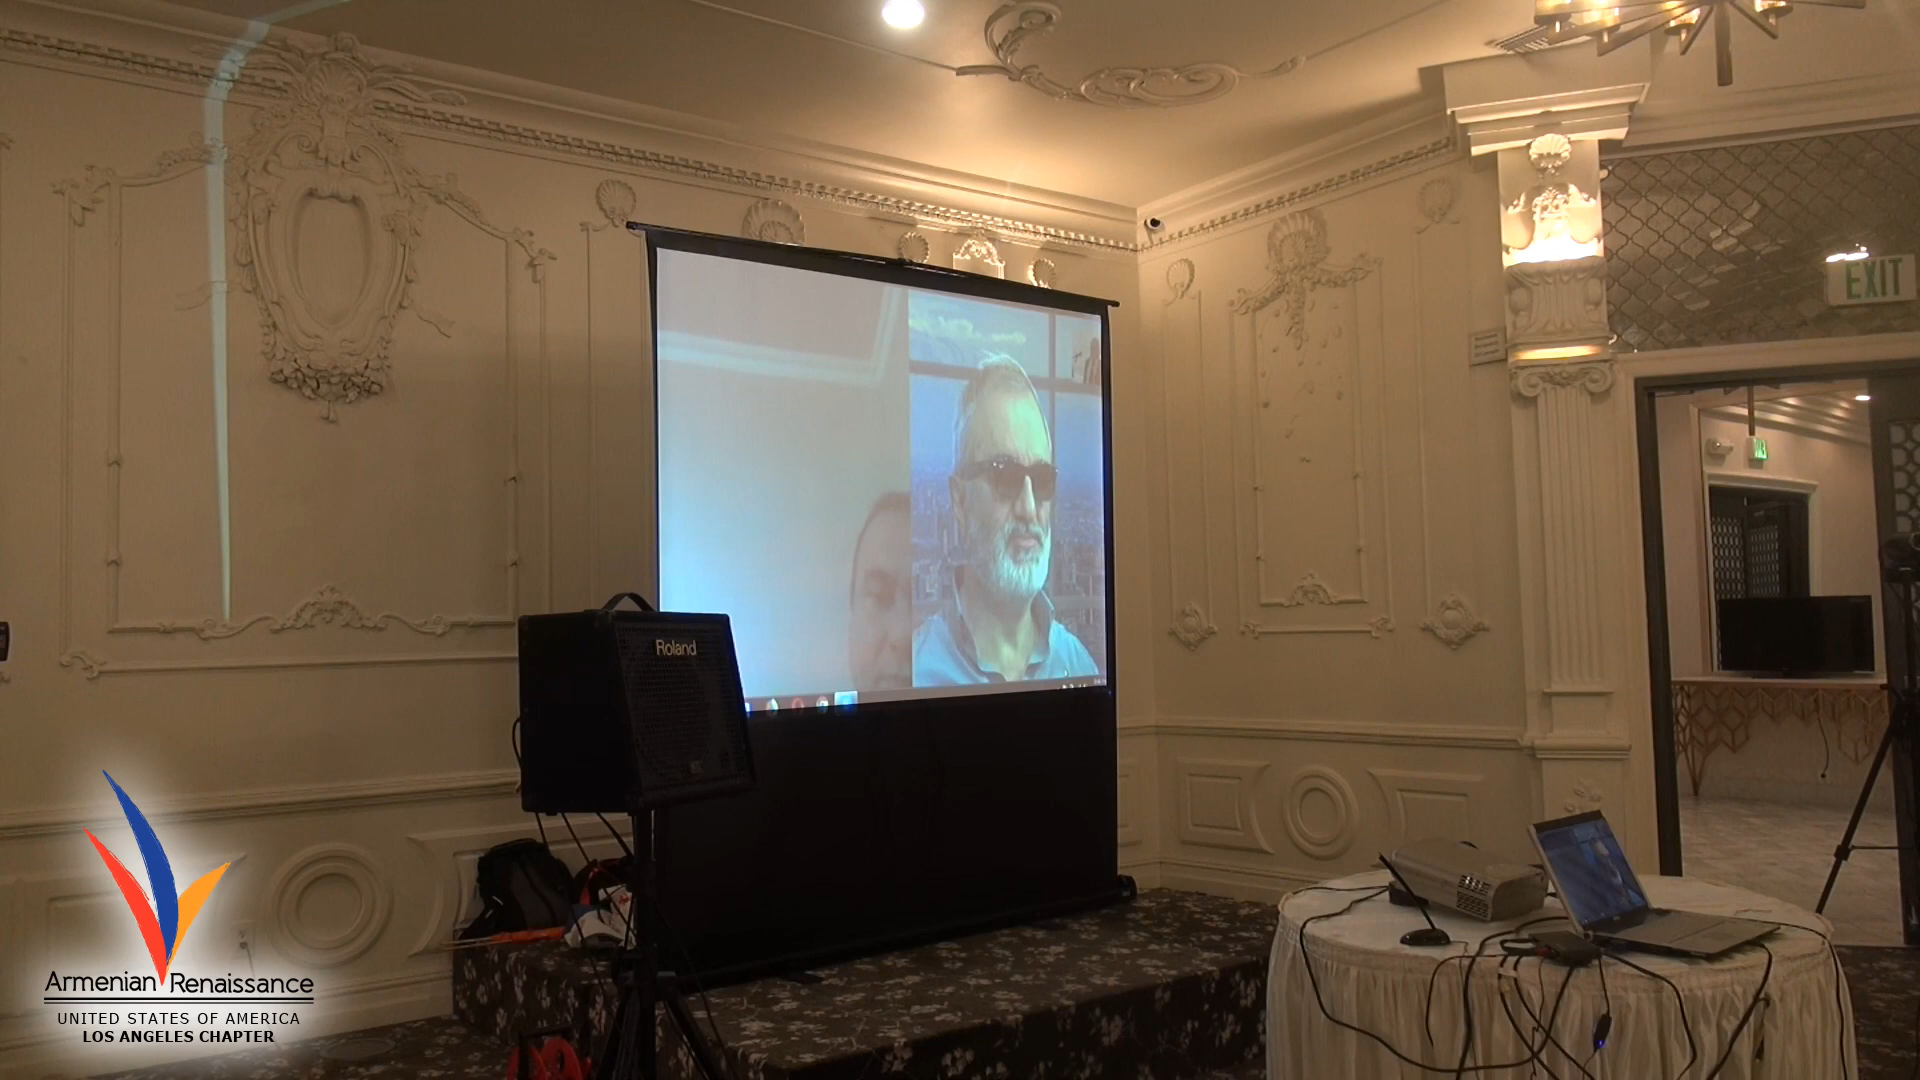 EXIT
Roland
Armenian Renaissance
UNITED STATES OF AMERICA
LOS ANGELES CHAPTER